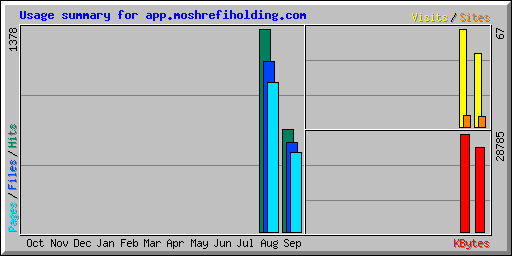 Usage summary for app.moshrefiholding.com
Visits / Sites
1378
67
Pages / Files / Hits
28785
Oct Nov Dec Jan Feb Mar Apr May Jun Jul Aug Sep
KBytes